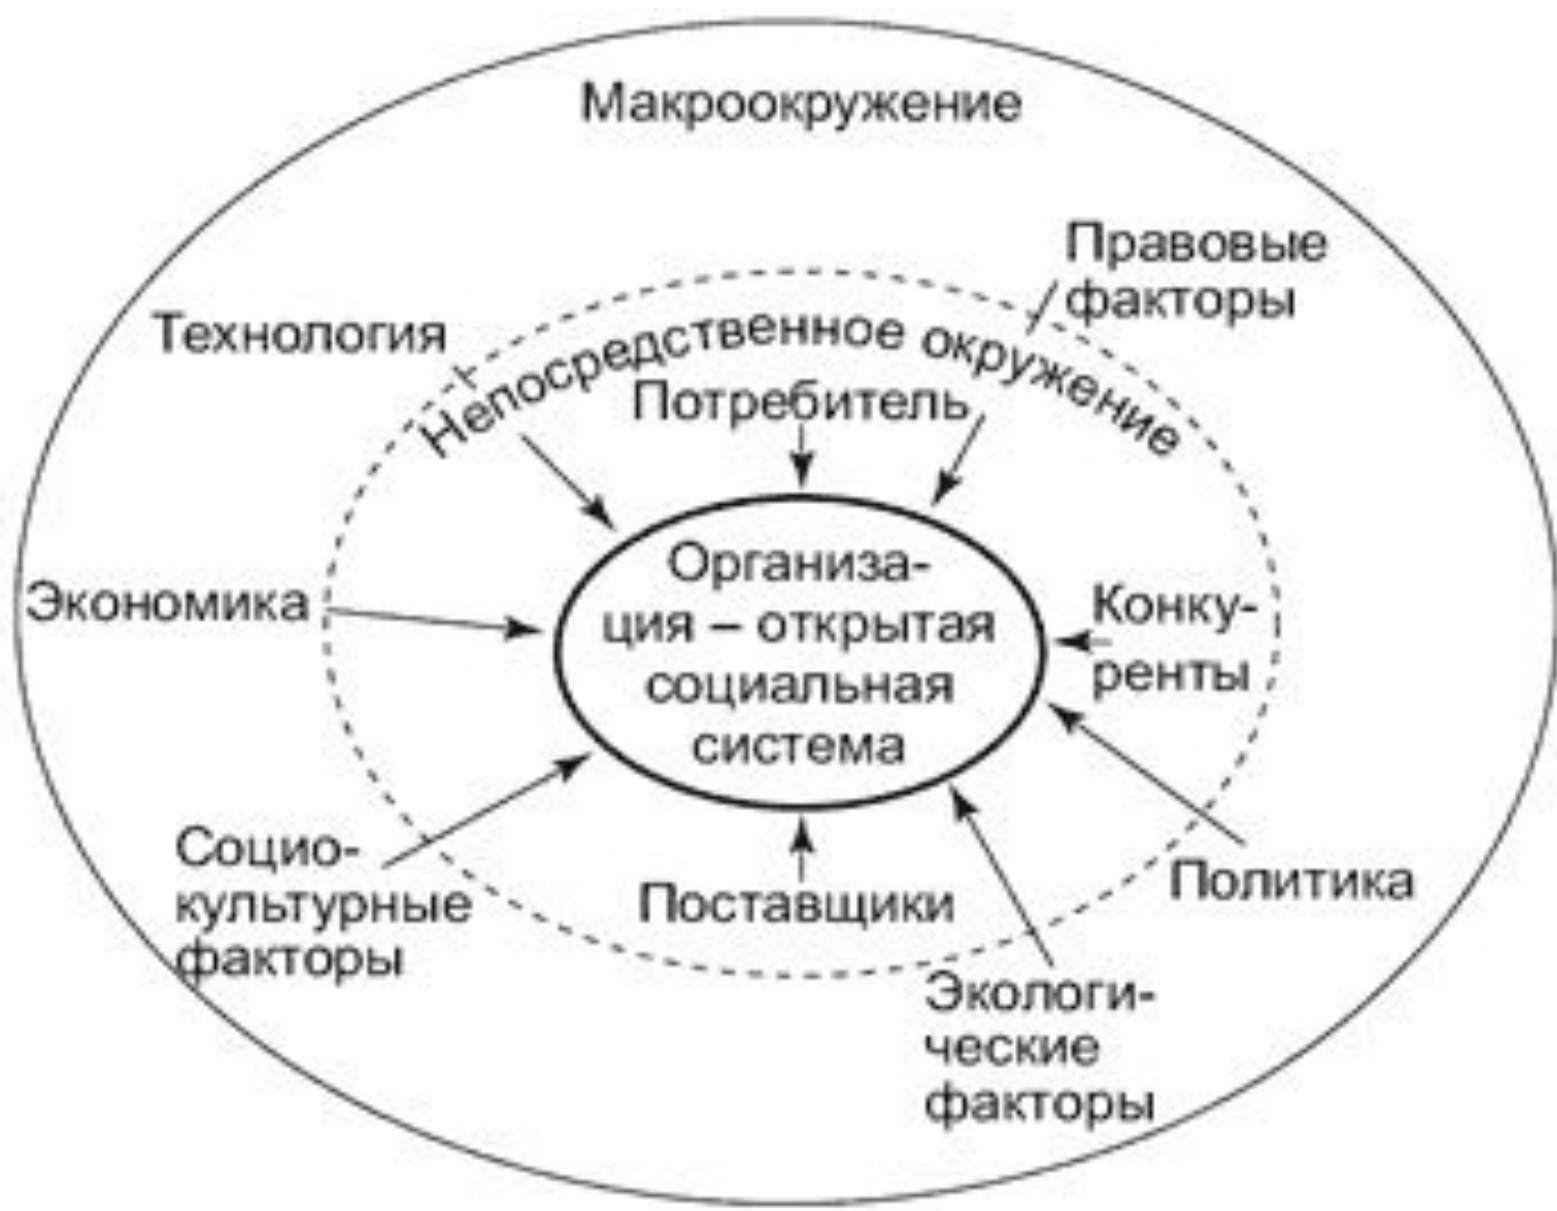 Макроокружение
Правовые
факторы
Технология
Непосредственное окружение
Потребитель
Организа-
ция – открытая
социальная
система
Экономика
Конку-
ренты
Социо-
культурные
факторы
Поставщики
Политика
Экологи-
ческие
факторы